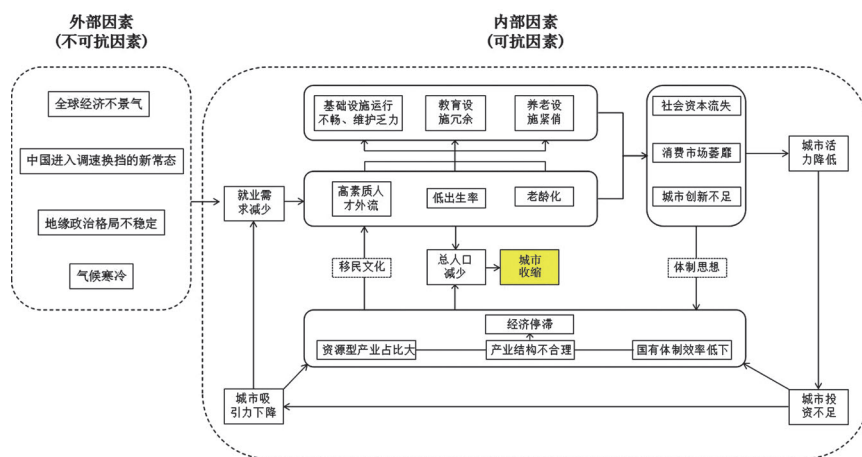 外部因素
(不可抗因素)
内部因素
(可抗因素)
全球经济不景气
中国进入调速换挡的新常态
地缘政治格局不稳定
气候寒冷
基础设施运行
不畅、维护乏力
教育设
施冗余
养老设
施紧俏
社会资本流失
消费市场萎靡
城市创新不足
城市活
力降低
就业需
求减少
高素质人
才外流
低出生率
老龄化
移民文化
总人口
减少
城市
收缩
体制思想
经济停滞
资源型产业占比大
产业结构不合理
国有体制效率低下
城市吸
引力下降
城市投
资不足